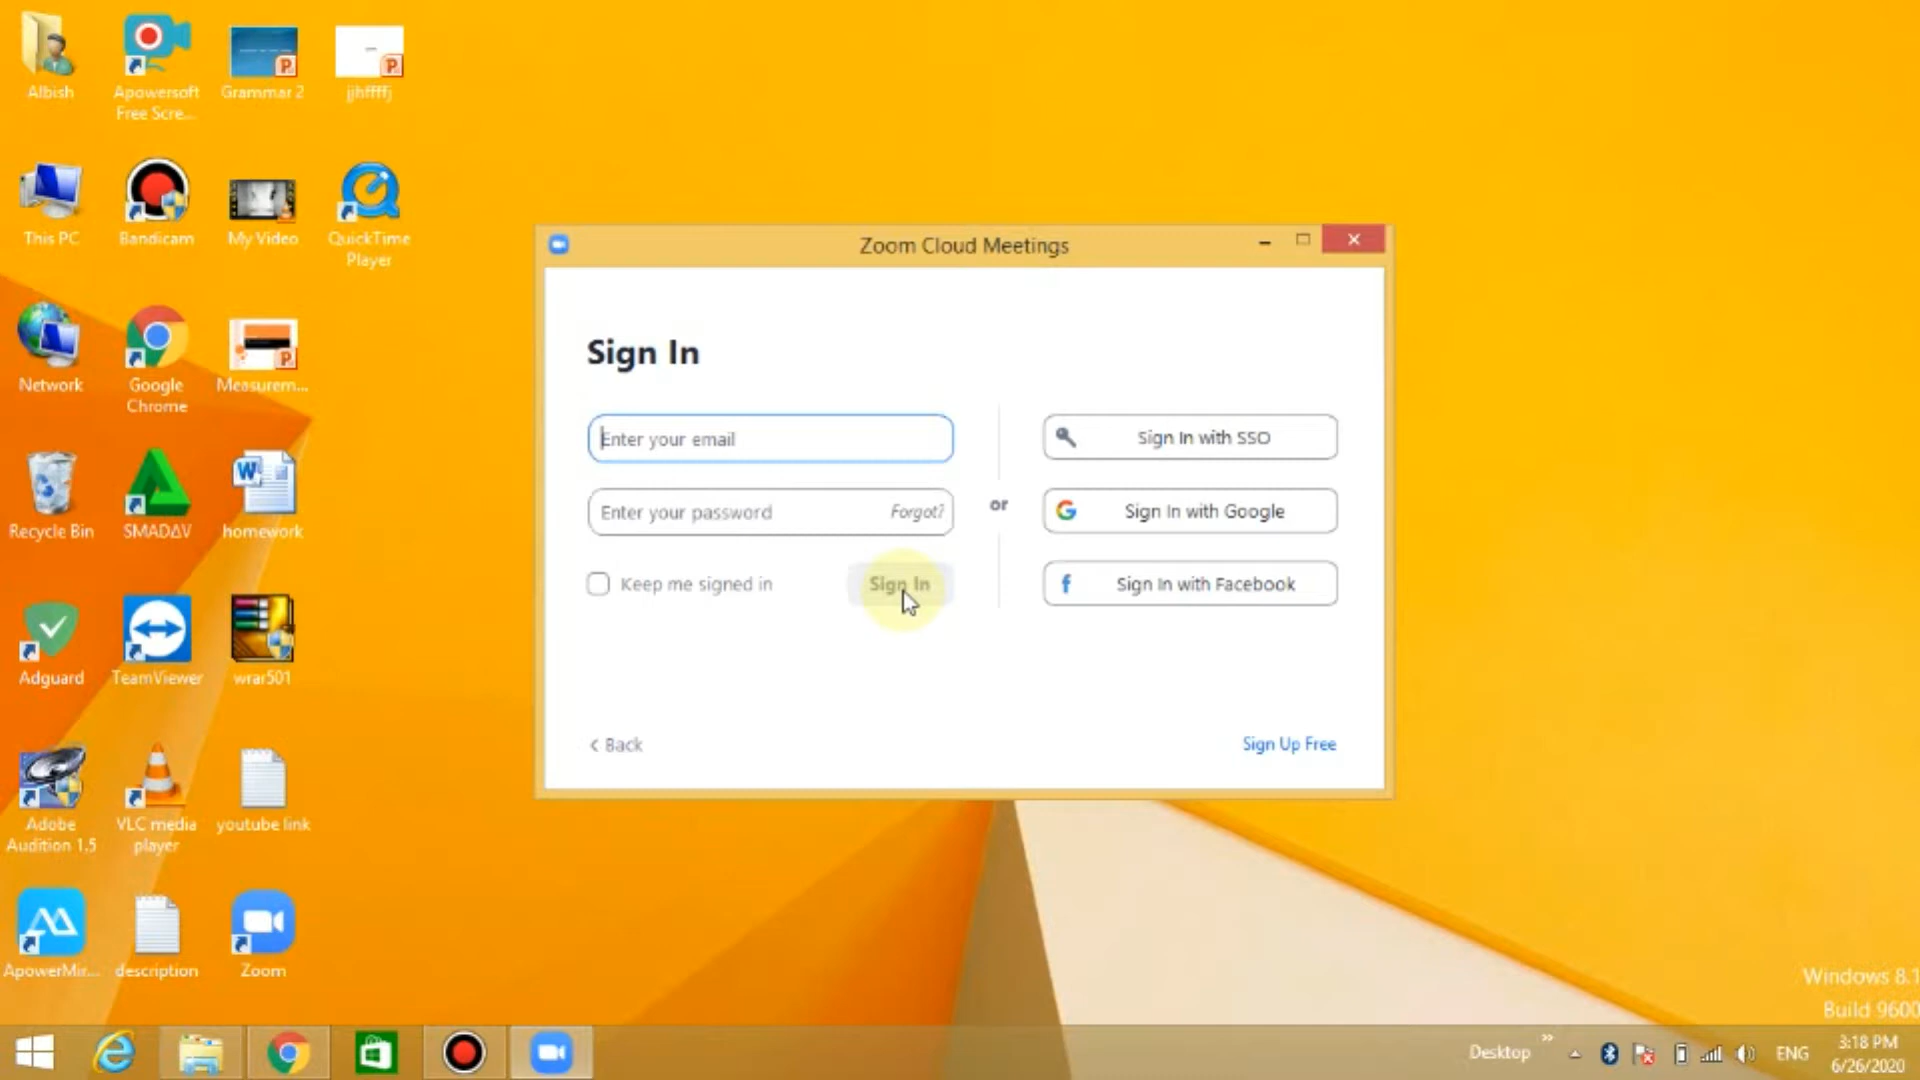 Albish
Apowersoft
Free Scre...
Grammar 2
jjhffffj
This PC
Bandicam
My Video
QuickTime
Player
Network
Google
Chrome
Measurem...
Recycle Bin
SMADΔV
homework
Adguard
TeamViewer
wrar501
Adobe
Audition 1.5
VLC media
player
youtube link
ApowerMir...
description
Zoom
Zoom Cloud Meetings
Sign In
Enter your email
Enter your password
Forgot?
Keep me signed in
Sign In
or
Sign In with SSO
Sign In with Google
Sign In with Facebook
< Back
Sign Up Free
Windows 8.1
Build 9600
Desktop
ENG
3:18 PM
6/26/2020